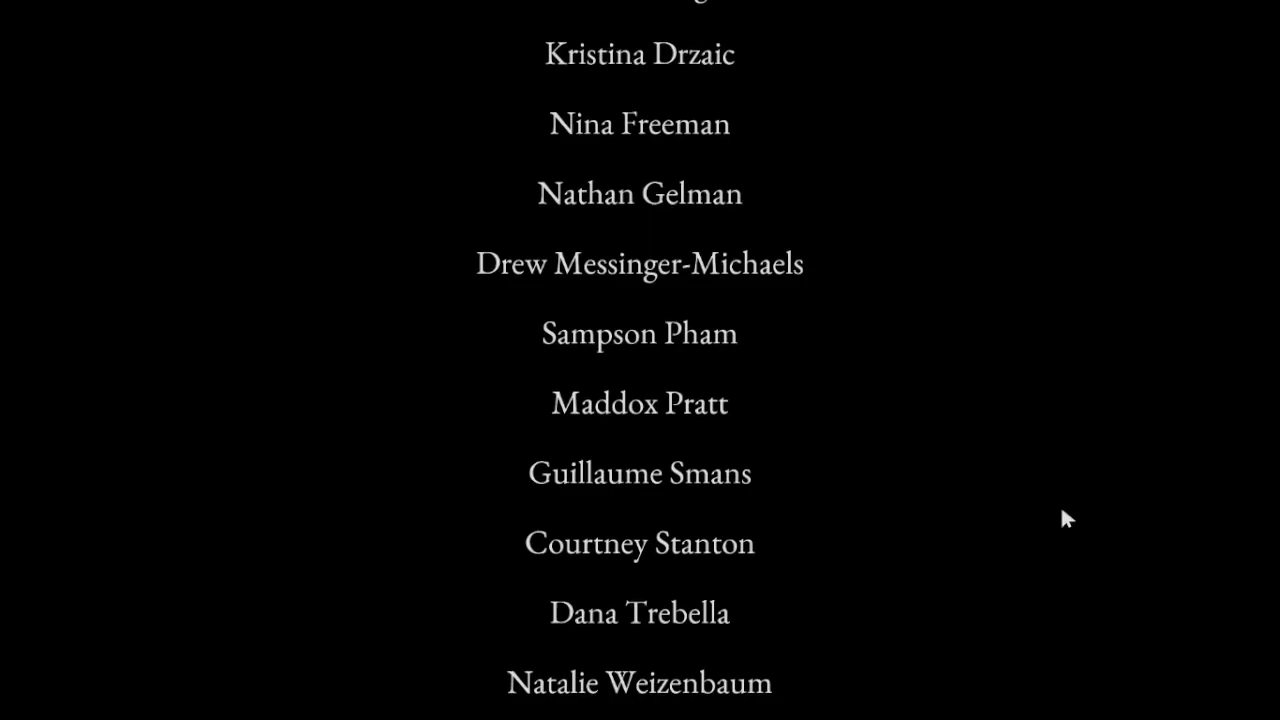 Kristina Drzaic
Nina Freeman
Nathan Gelman
Drew Messinger-Michaels
Sampson Pham
Maddox Pratt
Guillaume Smans
Courtney Stanton
Dana Trebella
Natalie Weizenbaum